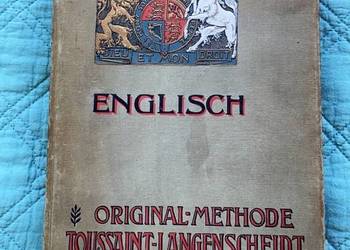 DIEU ET MON DROIT
ENGLISCH
ORIGINAL-METHODE
TOUSSAINT-LANGENSCHEIDT